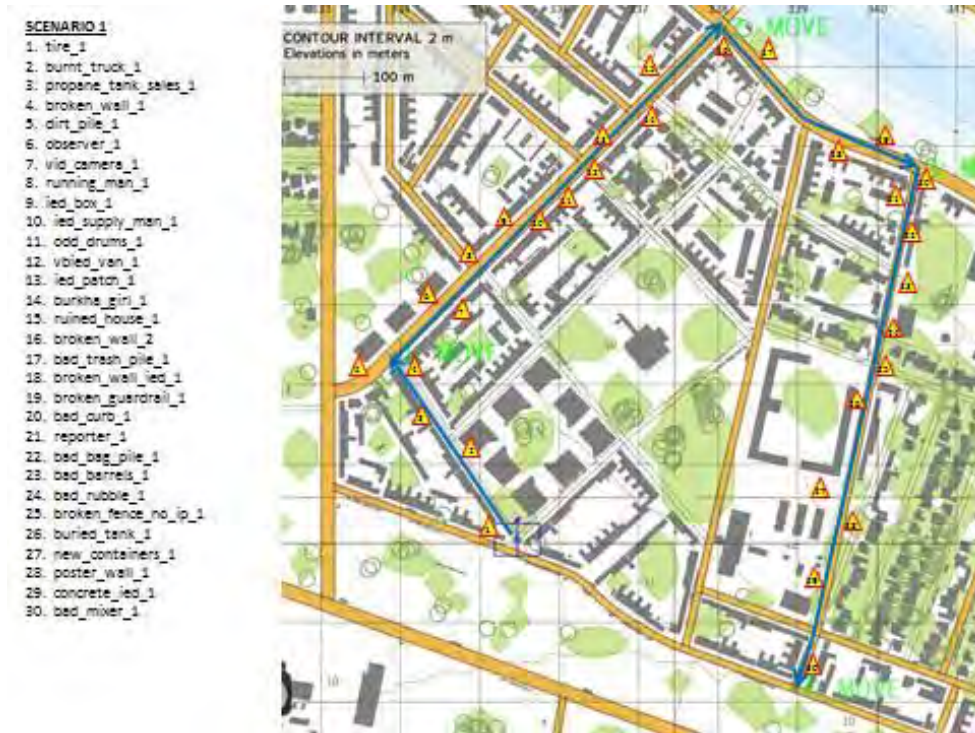 SCENARIO 1
1. tire_1
2. burnt_truck_1
3. propane_tank_sales_1
4. broken_wall_1
5. dirt_pile_1
6. observer_1
7. vid_camera_1
8. running_man_1
9. ied_box_1
10. ied_supply_man_1
11. odd_drums_1
12. vbied_van_1
13. ied_patch_1
14. burkha_girl_1
15. ruined_house_1
16. broken_wall_2
17. bad_trash_pile_1
18. broken_wall_ied_1
19. broken_guardrail_1
20. bad_curb_1
21. reporter_1
22. bad_bag_pile_1
23. bad_barrels_1
24. bad_rubble_1
25. broken_fence_no_ip_1
26. buried_tank_1
27. new_containers_1
28. poster_wall_1
29. concrete_ied_1
30. bad_mixer_1
CONTOUR INTERVAL 2 m
Elevations in meters
100 m
MOVE
MOVE
MOVE